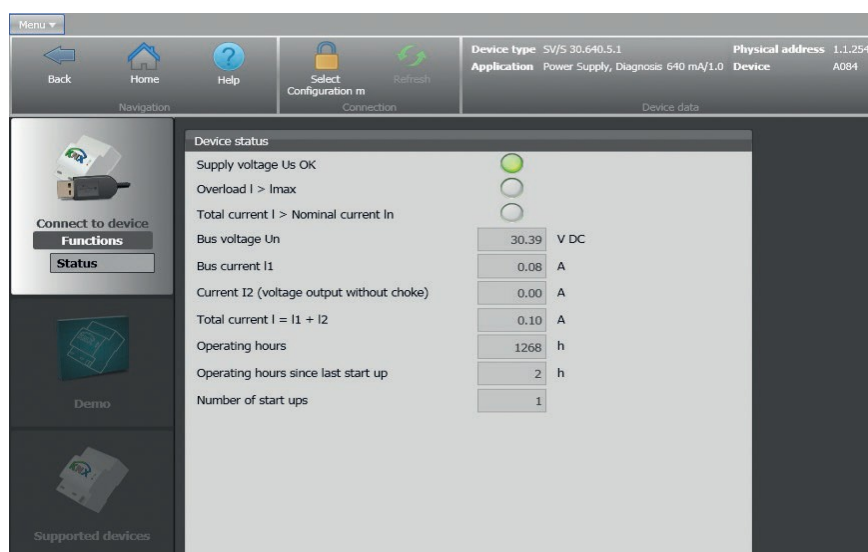 Menu
Back
Home
Help
Select
Configuration m
Refresh
Navigation
Connection
Device type SV/S 30.640.5.1
Physical address 1.1.254
Application Power Supply, Diagnosis 640 mA/1.0
Device A084
Device data
Connect to device
Functions
Status
Demo
Supported devices
Device status
Supply voltage Us OK
Overload I > Imax
Total current I > Nominal current In
Bus voltage Un 30.39 V DC
Bus current I1 0.08 A
Current I2 (voltage output without choke) 0.00 A
Total current I = I1 + I2 0.10 A
Operating hours 1268 h
Operating hours since last start up 2 h
Number of start ups 1